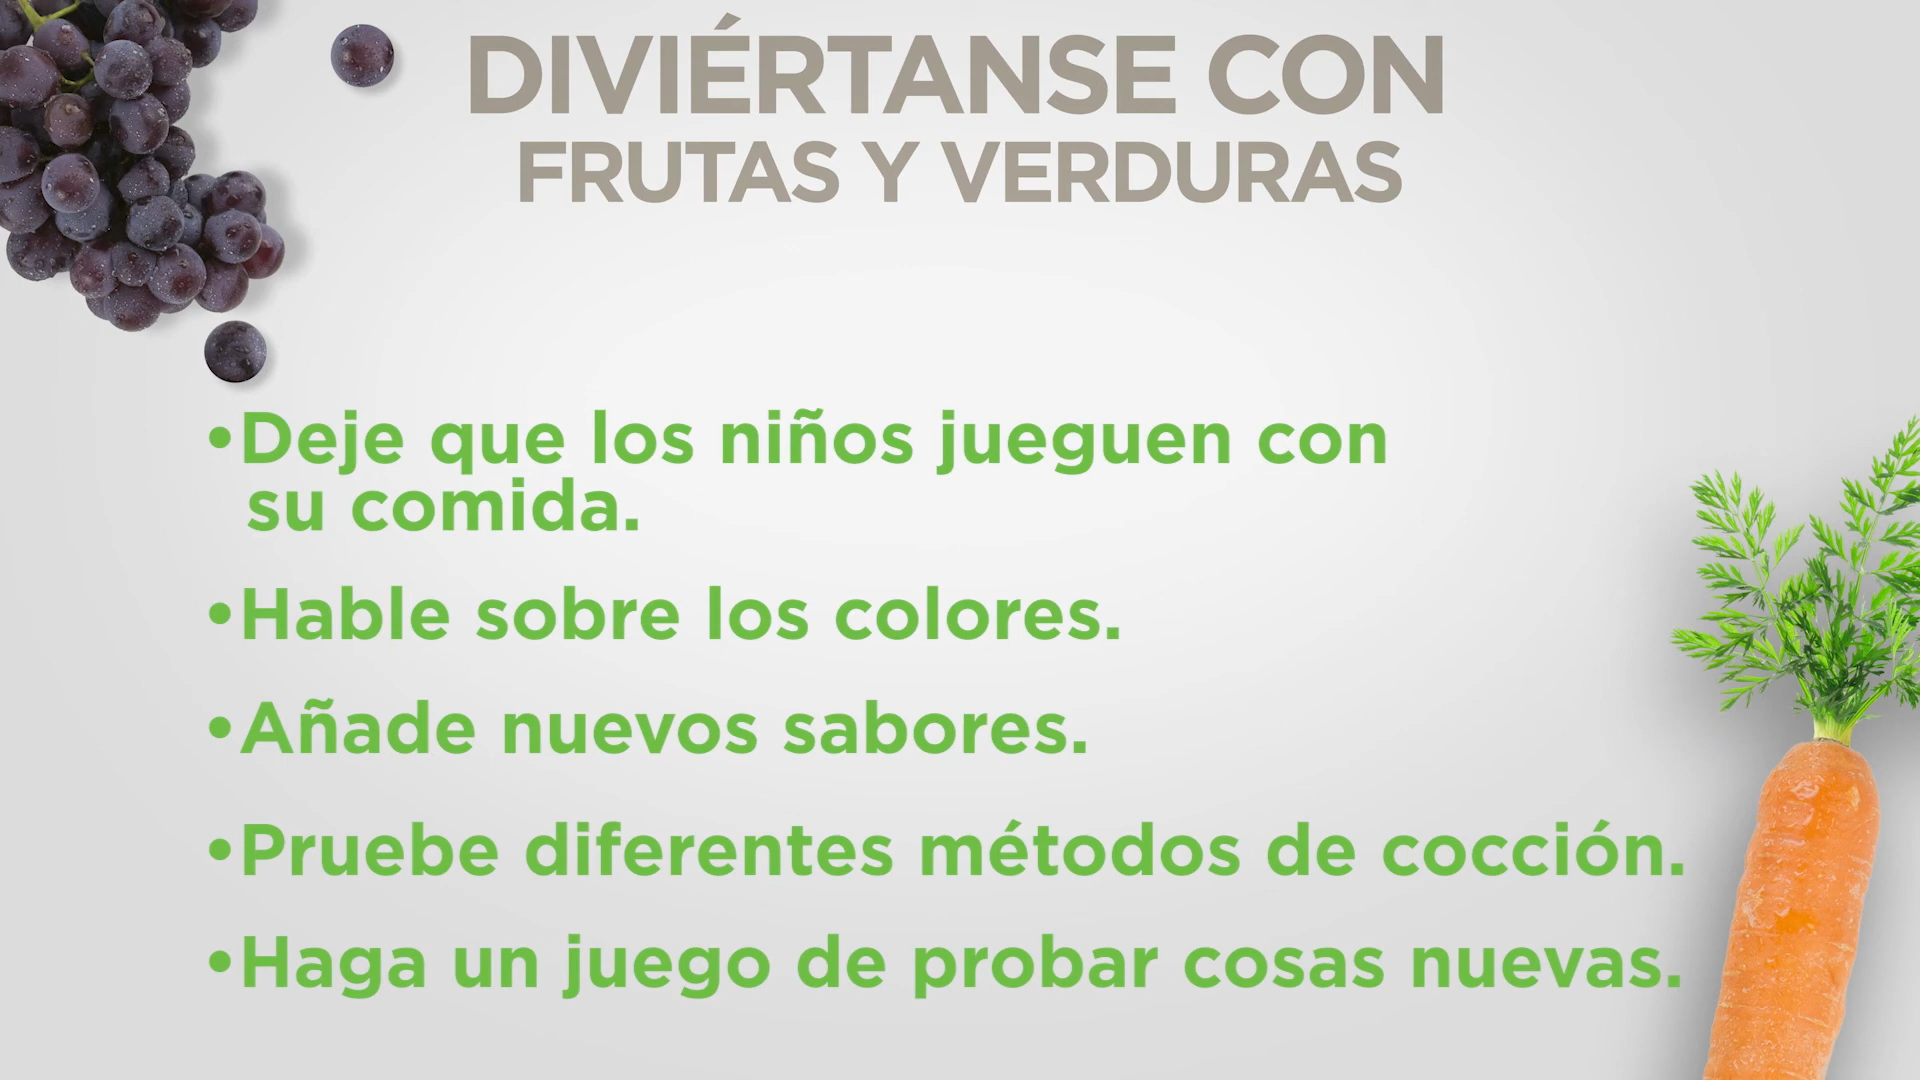 DIVIÉRTANSE CON
FRUTAS Y VERDURAS
•Deje que los niños jueguen con
su comida.
•Hable sobre los colores.
•Añade nuevos sabores.
•Pruebe diferentes métodos de cocción.
•Haga un juego de probar cosas nuevas.